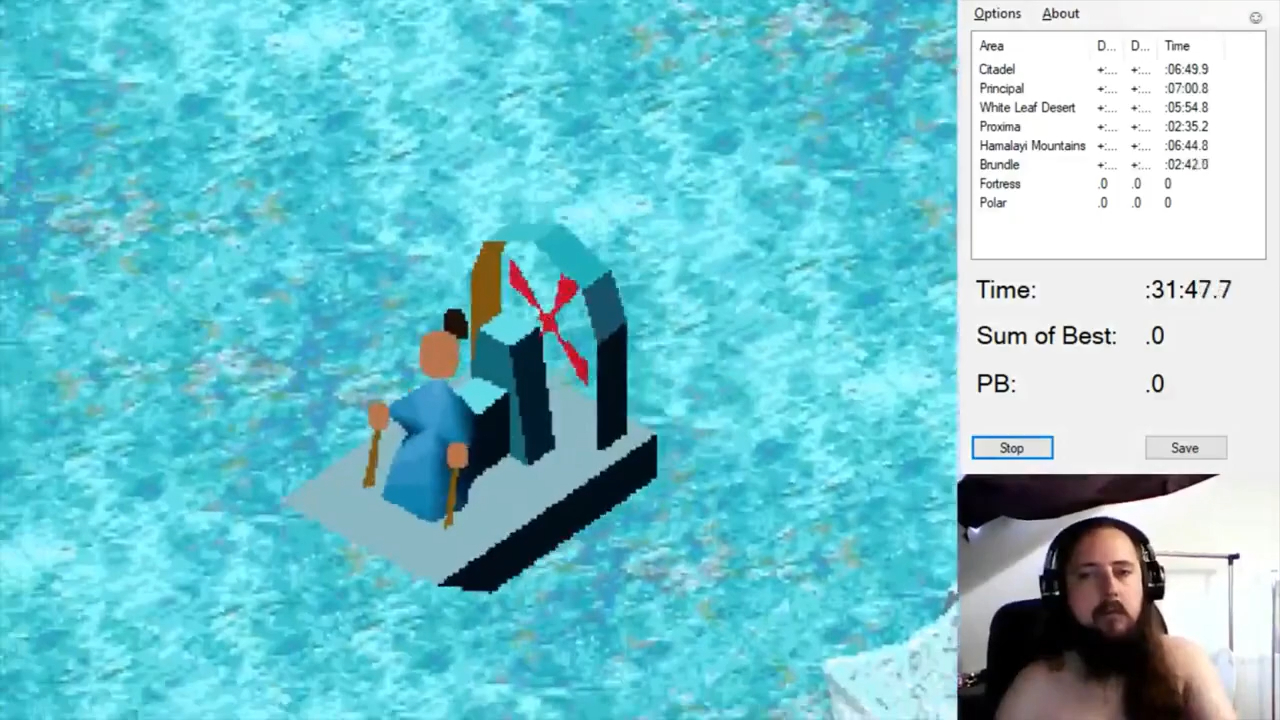 Options About
Area D... D... Time
Citadel +:... +:... :06:49.9
Principal +:... +:... :07:00.8
White Leaf Desert +:... +:... :05:54.8
Proxima +:... +:... :02:35.2
Hamalayi Mountains +:... +:... :06:44.8
Brundle +:... +:... :02:42.0
Fortress .0 .0 0
Polar .0 .0 0
Time: :31:47.7
Sum of Best: .0
PB: .0
Stop Save